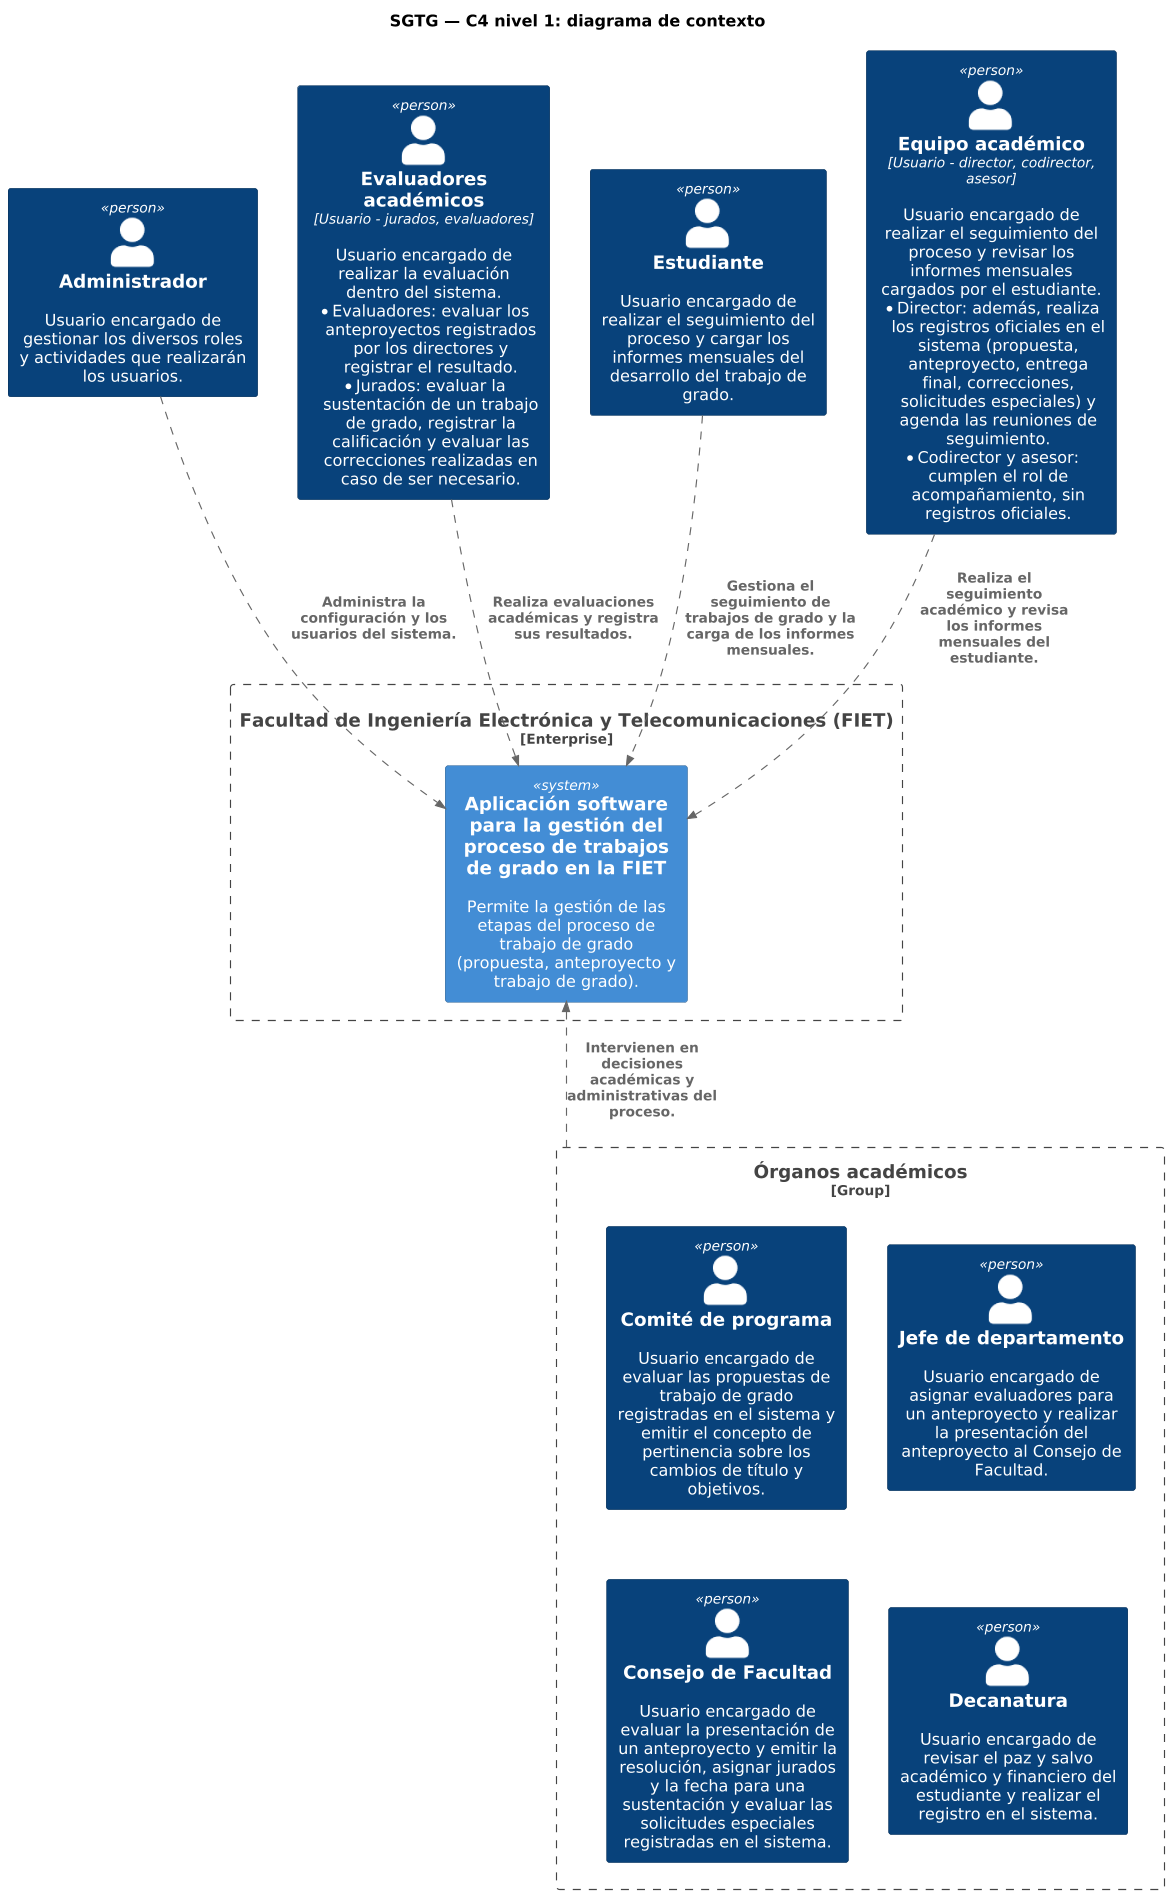 SGTG — C4 nivel 1: diagrama de contexto
«person»
Administrador
Usuario encargado de
gestionar los diversos roles
y actividades que realizarán
los usuarios.
«person»
Evaluadores
académicos
[Usuario - jurados, evaluadores]
Usuario encargado de
realizar la evaluación
dentro del sistema.
• Evaluadores: evaluar los
anteproyectos registrados
por los directores y
registrar el resultado.
• Jurados: evaluar la
sustentación de un trabajo
de grado, registrar la
calificación y evaluar las
correcciones realizadas en
caso de ser necesario.
«person»
Estudiante
Usuario encargado de
realizar el seguimiento del
proceso y cargar los
informes mensuales del
desarrollo del trabajo de
grado.
«person»
Equipo académico
[Usuario - director, codirector,
asesor]
Usuario encargado de
realizar el seguimiento del
proceso y revisar los
informes mensuales
cargados por el estudiante.
• Director: además, realiza
los registros oficiales en el
sistema (propuesta,
anteproyecto, entrega
final, correcciones,
solicitudes especiales) y
agenda las reuniones de
seguimiento.
• Codirector y asesor:
cumplen el rol de
acompañamiento, sin
registros oficiales.
Administra la
configuración y los
usuarios del sistema.
Realiza evaluaciones
académicas y registra
sus resultados.
Gestiona el
seguimiento de
trabajos de grado y la
carga de los informes
mensuales.
Realiza el
seguimiento
académico y revisa
los informes
mensuales del
estudiante.
Facultad de Ingeniería Electrónica y Telecomunicaciones (FIET)
[Enterprise]
«system»
Aplicación software
para la gestión del
proceso de trabajos
de grado en la FIET
Permite la gestión de las
etapas del proceso de
trabajo de grado
(propuesta, anteproyecto y
trabajo de grado).
Intervienen en
decisiones
académicas y
administrativas del
proceso.
Órganos académicos
[Group]
«person»
Comité de programa
Usuario encargado de
evaluar las propuestas de
trabajo de grado
registradas en el sistema y
emitir el concepto de
pertinencia sobre los
cambios de título y
objetivos.
«person»
Jefe de departamento
Usuario encargado de
asignar evaluadores para
un anteproyecto y realizar
la presentación del
anteproyecto al Consejo de
Facultad.
«person»
Consejo de Facultad
Usuario encargado de
evaluar la presentación de
un anteproyecto y emitir la
resolución, asignar jurados
y la fecha para una
sustentación y evaluar las
solicitudes especiales
registradas en el sistema.
«person»
Decanatura
Usuario encargado de
revisar el paz y salvo
académico y financiero del
estudiante y realizar el
registro en el sistema.